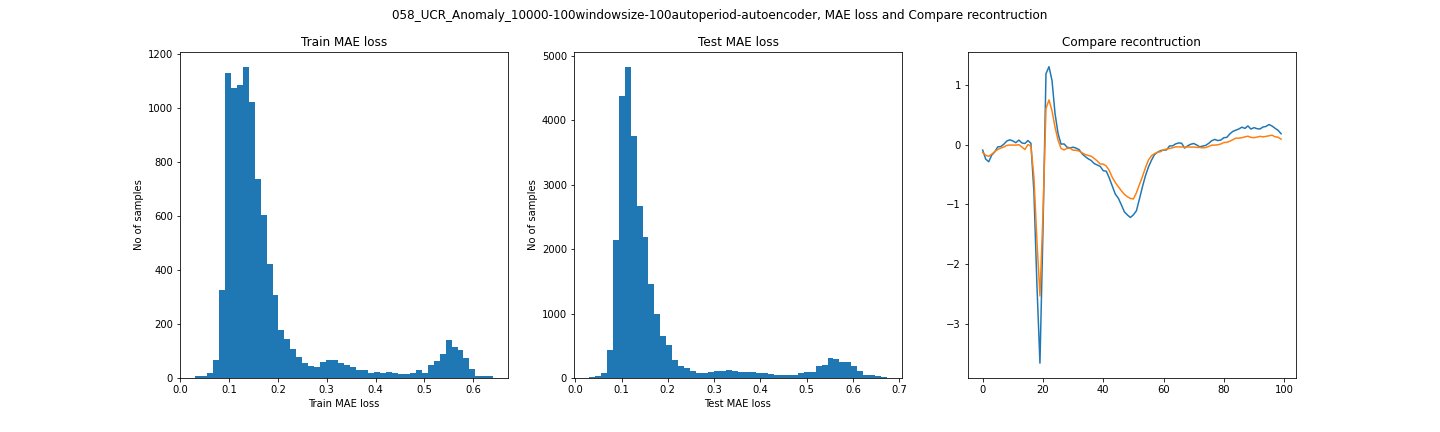 058_UCR_Anomaly_10000-100windowsize-100autoperiod-autoencoder, MAE loss and Compare recontruction
Train MAE loss
Test MAE loss
Compare recontruction
No of samples
1200
1000
800
600
400
200
0
0.0 0.1 0.2 0.3 0.4 0.5 0.6
Train MAE loss
No of samples
5000
4000
3000
2000
1000
0
0.0 0.1 0.2 0.3 0.4 0.5 0.6 0.7
Test MAE loss
1
0
−1
−2
−3
0 20 40 60 80 100